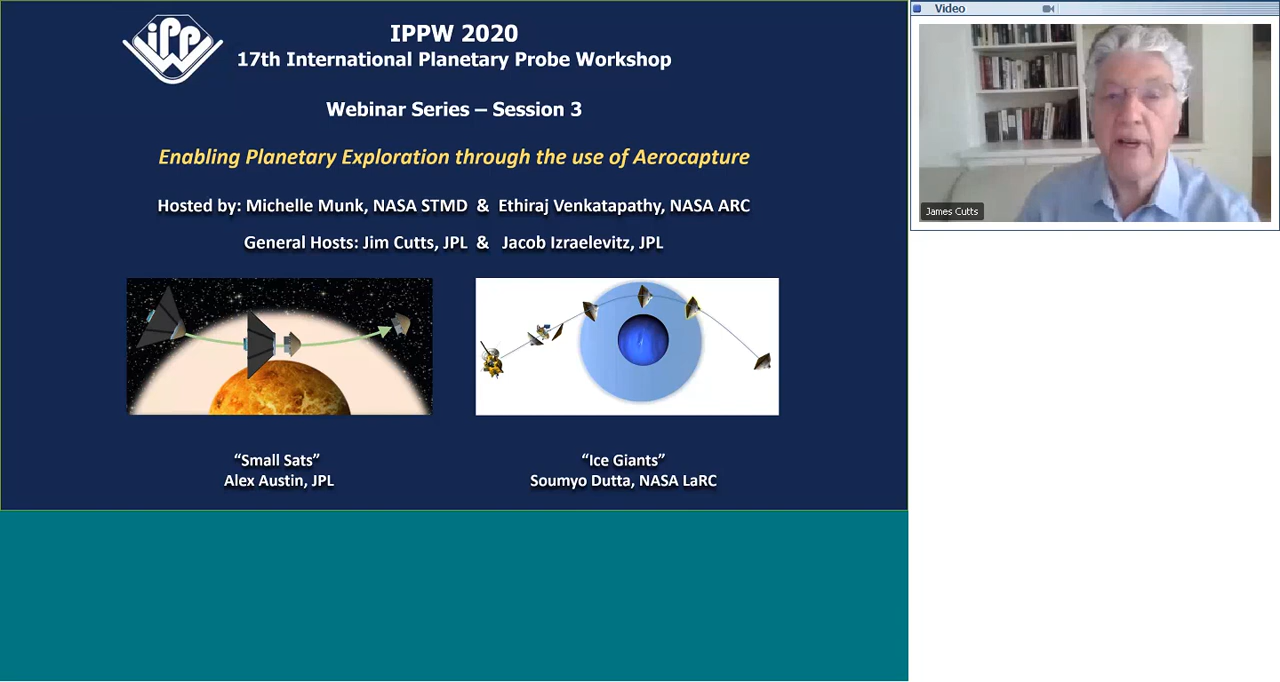 IPPW
IPPW 2020
17th International Planetary Probe Workshop
Webinar Series – Session 3
Enabling Planetary Exploration through the use of Aerocapture
Hosted by: Michelle Munk, NASA STMD & Ethiraj Venkatapathy, NASA ARC
General Hosts: Jim Cutts, JPL & Jacob Izraelevitz, JPL
“Small Sats”
Alex Austin, JPL
“Ice Giants”
Soumyo Dutta, NASA LaRC
Video
James Cutts